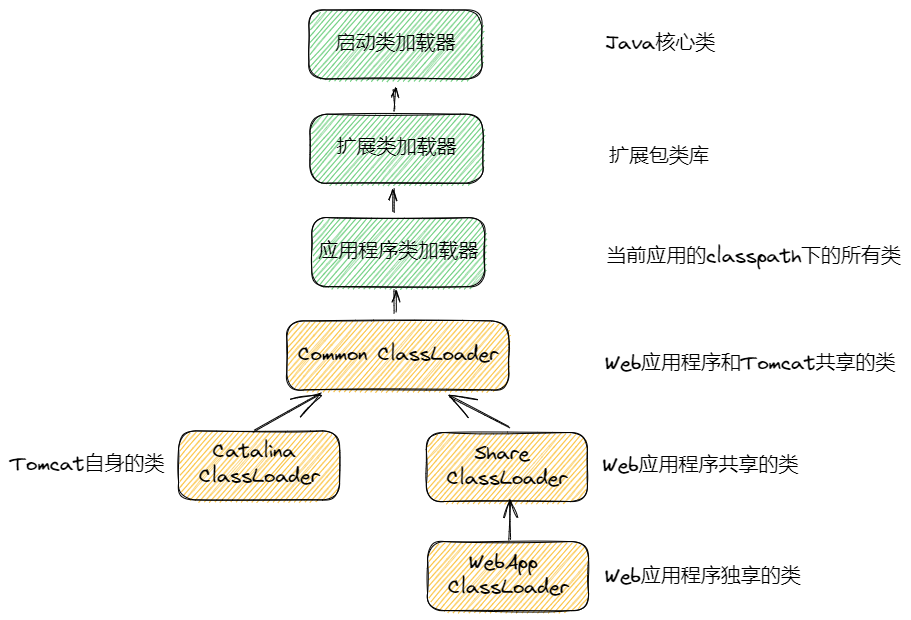 启动类加载器
Java核心类
扩展类加载器
扩展包类库
应用程序类加载器
当前应用的classpath下的所有类
Common ClassLoader
Web应用程序和Tomcat共享的类
Tomcat自身的类
Catalina
ClassLoader
Share
ClassLoader
Web应用程序共享的类
WebApp
ClassLoader
Web应用程序独享的类